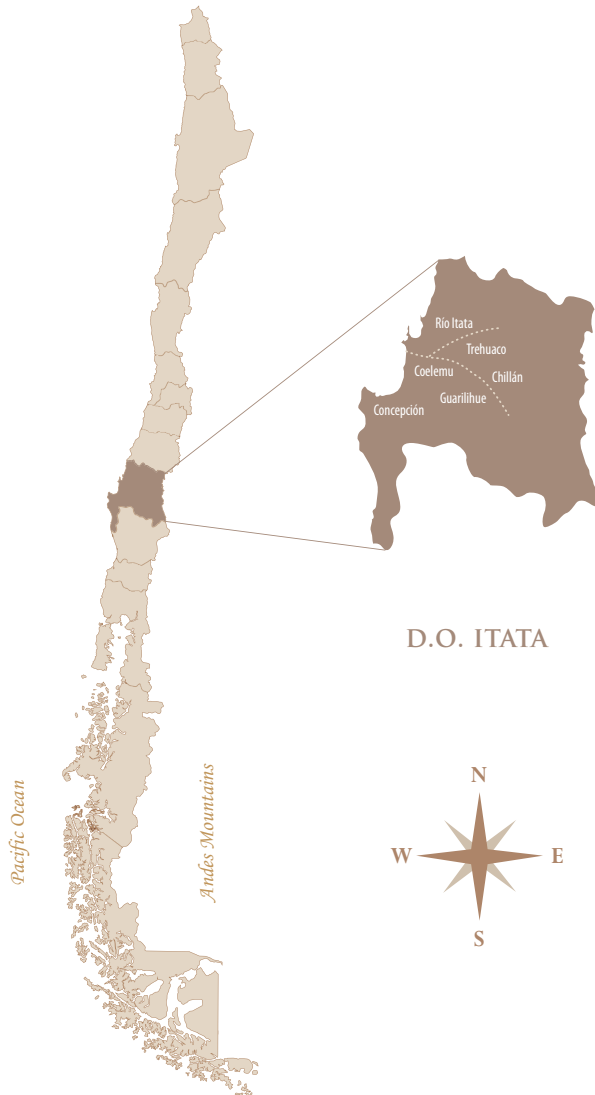 Río Itata
Trehuaco
Coelemu
Chillán
Guarilihue
Concepción
D.O. ITATA
Pacific Ocean
Andes Mountains
N
W
E
S